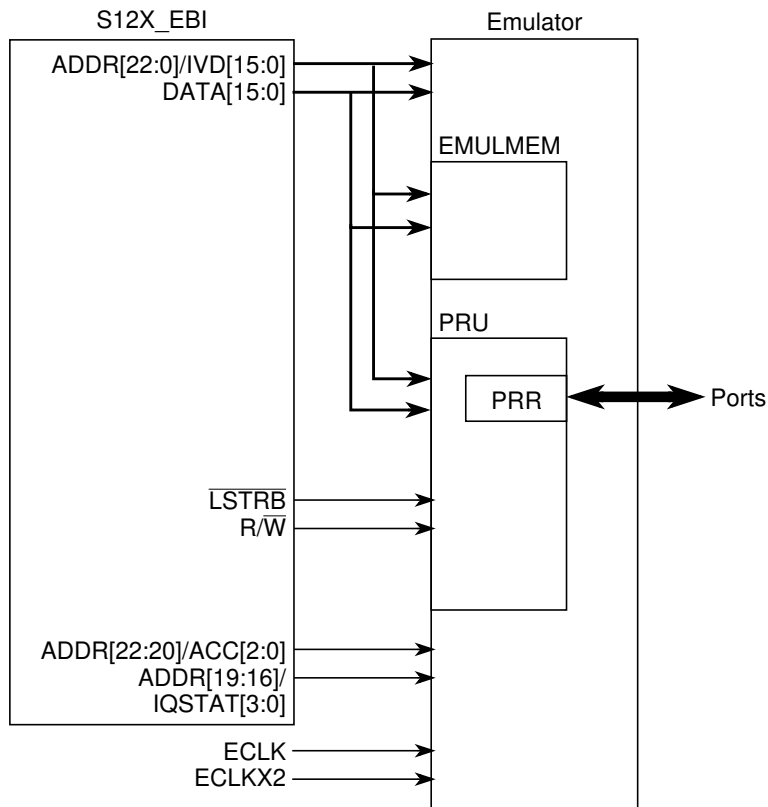 S12X_EBI
Emulator
ADDR[22:0]/IVD[15:0]
DATA[15:0]
EMULMEM
PRU
PRR
Ports
L̅S̅T̅R̅B̅
R/W̅
ADDR[22:20]/ACC[2:0]
ADDR[19:16]/
IQSTAT[3:0]
ECLK
ECLKX2